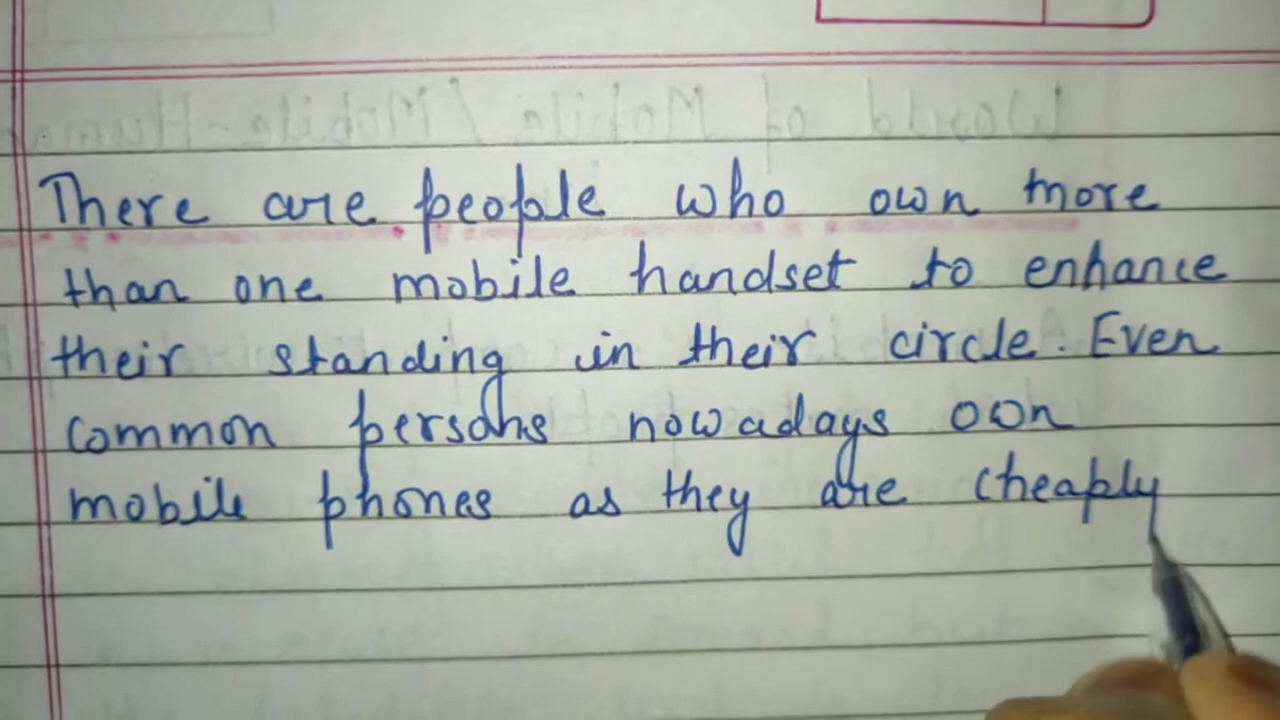 There are people who own more
than one mobile handset to enhance
their standing in their circle. Even
common persons nowadays own
mobile phones as they are cheaply